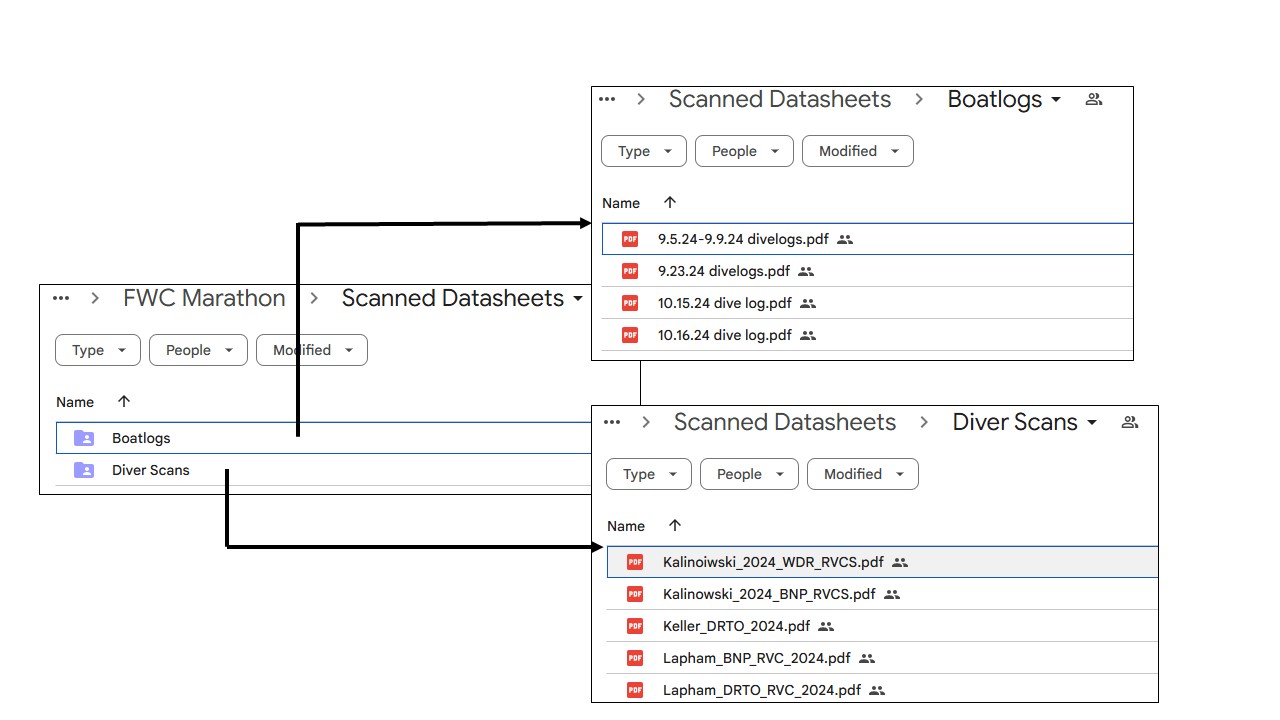 ••• > Scanned Datasheets > Boatlogs
Type People Modified
Name
PDF 9.5.24-9.9.24 divelogs.pdf
PDF 9.23.24 divelogs.pdf
PDF 10.15.24 dive log.pdf
PDF 10.16.24 dive log.pdf
••• > FWC Marathon > Scanned Datasheets
Type People Modified
Name
Boatlogs
Diver Scans
••• > Scanned Datasheets > Diver Scans
Type People Modified
Name
PDF Kalinoiwski_2024_WDR_RVCS.pdf
PDF Kalinowski_2024_BNP_RVCS.pdf
PDF Keller_DRTO_2024.pdf
PDF Lapham_BNP_RVC_2024.pdf
PDF Lapham_DRTO_RVC_2024.pdf